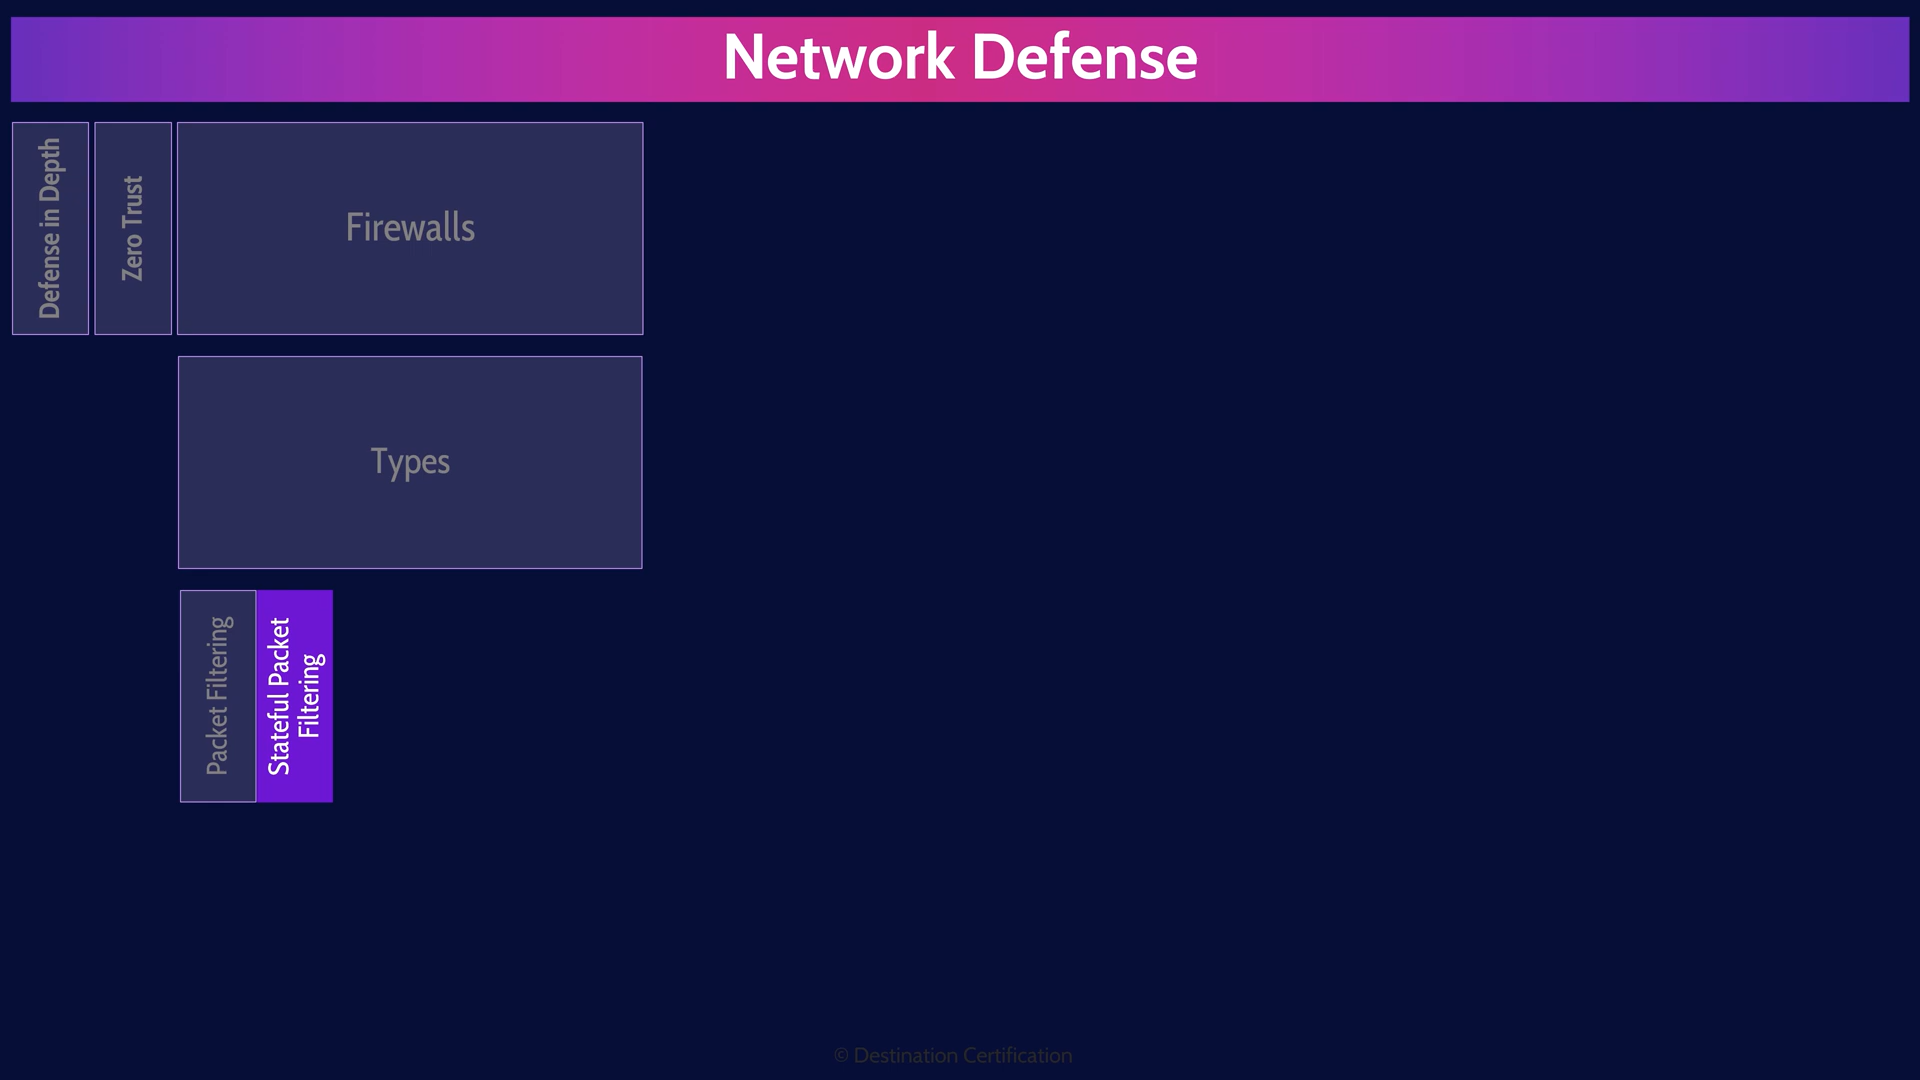 Network Defense
Defense in Depth
Zero Trust
Firewalls
Types
Packet Filtering
Stateful Packet
Filtering
© Destination Certification